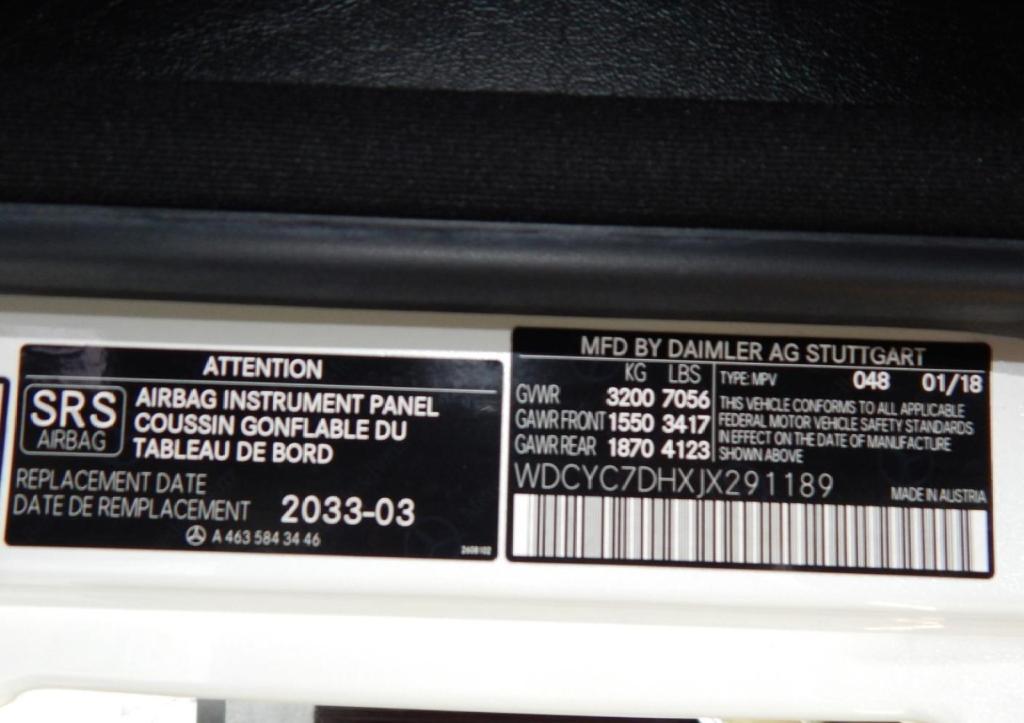 ATTENTION
SRS
AIRBAG
AIRBAG INSTRUMENT PANEL
COUSSIN GONFLABLE DU
TABLEAU DE BORD
REPLACEMENT DATE
DATE DE REMPLACEMENT 2033-03
A 463 584 34 46
2608102
MFD BY DAIMLER AG STUTTGART
KG LBS
GVWR 3200 7056
GAWR FRONT 1550 3417
GAWR REAR 1870 4123
TYPE: MPV 048 01/18
THIS VEHICLE CONFORMS TO ALL APPLICABLE
FEDERAL MOTOR VEHICLE SAFETY STANDARDS
IN EFFECT ON THE DATE OF MANUFACTURE
SHOWN ABOVE
WDCYC7DHXJX291189
MADE IN AUSTRIA